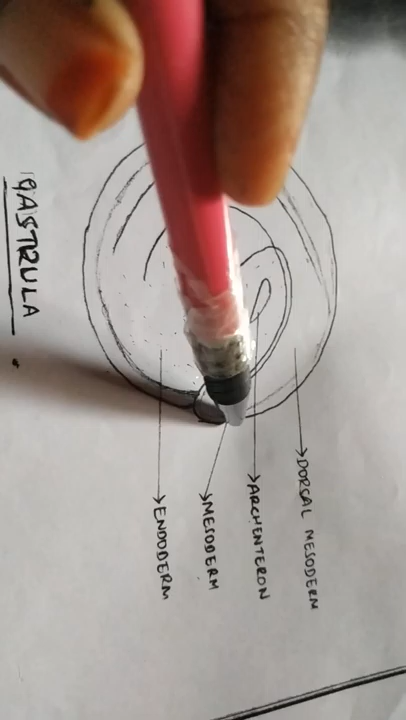 DORSAL MESODERM
ARCHENTERON
MESODERM
ENDODERM
GASTRULA